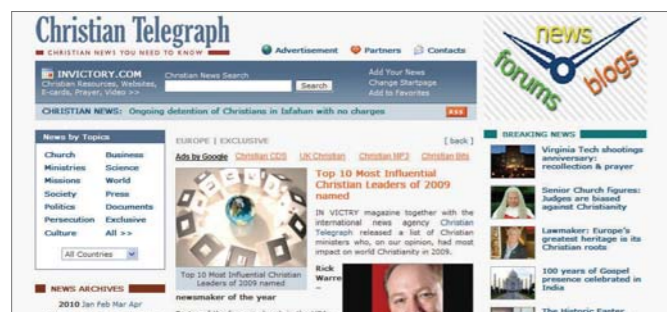 Christian Telegraph
CHRISTIAN NEWS YOU NEED TO KNOW
Advertisement Partners Contacts
INVICTORY.COM
Christian Resources, Websites,
E-cards, Prayer, Video >>
Christian News Search
Search
Add Your News
Change Startpage
Add to Favorites
CHRISTIAN NEWS: Ongoing detention of Christians in Isfahan with no charges
RSS
news
forums
blogs
News by Topics
Church Business
Ministries Science
Missions World
Society Press
Politics Documents
Persecution Exclusive
Culture All >>
All Countries
NEWS ARCHIVES
2010 Jan Feb Mar Apr
EUROPE | EXCLUSIVE [ back ]
Ads by Google Christian CDS UK Christian Christian MP3 Christian Bits
Top 10 Most Influential
Christian Leaders of 2009
named
Top 10 Most Influential Christian
Leaders of 2009 named
IN VICTRY magazine together with the
international news agency Christian
Telegraph released a list of Christian
ministers who, on our opinion, had most
impact on world Christianity in 2009.
Rick
Warre
–
newsmaker of the year
BREAKING NEWS
Virginia Tech shootings
anniversary:
recollection & prayer
Senior Church figures:
Judges are biased
against Christianity
Lawmaker: Europe's
greatest heritage is its
Christian roots
100 years of Gospel
presence celebrated in
India
The Historic Easter